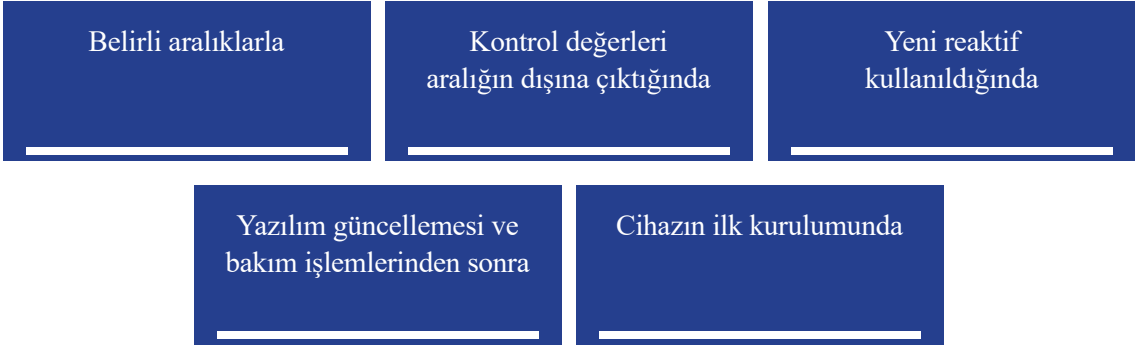 Belirli aralıklarla
Kontrol değerleri
aralığın dışına çıktığında
Yeni reaktif
kullanıldığında
Yazılım güncellemesi ve
bakım işlemlerinden sonra
Cihazın ilk kurulumunda